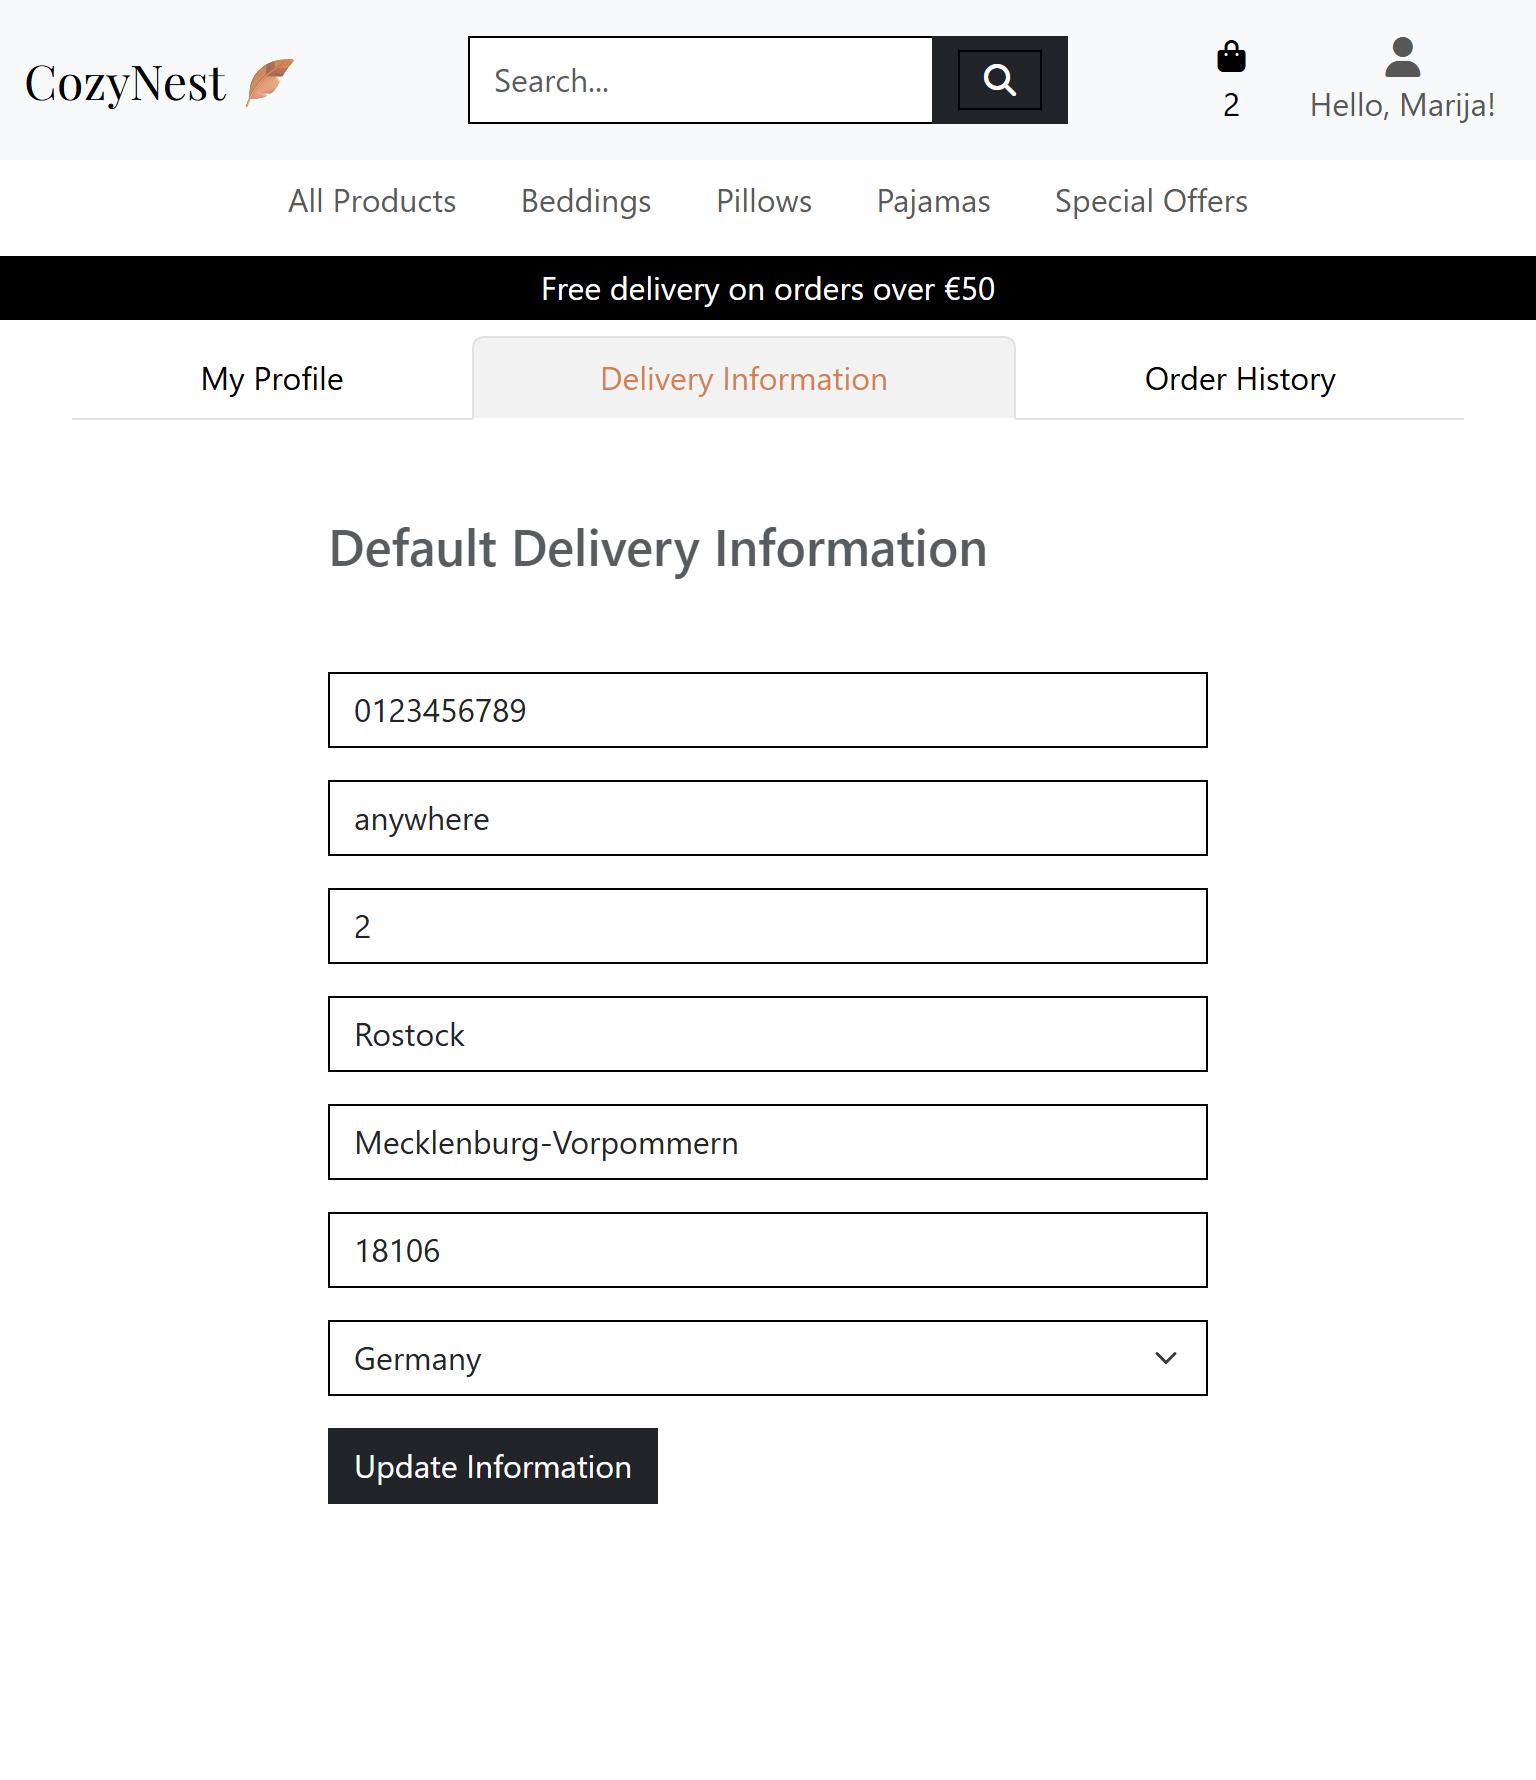 CozyNest
Search...
2
Hello, Marija!
All Products Beddings Pillows Pajamas Special Offers
Free delivery on orders over €50
My Profile Delivery Information Order History
Default Delivery Information
0123456789
anywhere
2
Rostock
Mecklenburg-Vorpommern
18106
Germany
Update Information